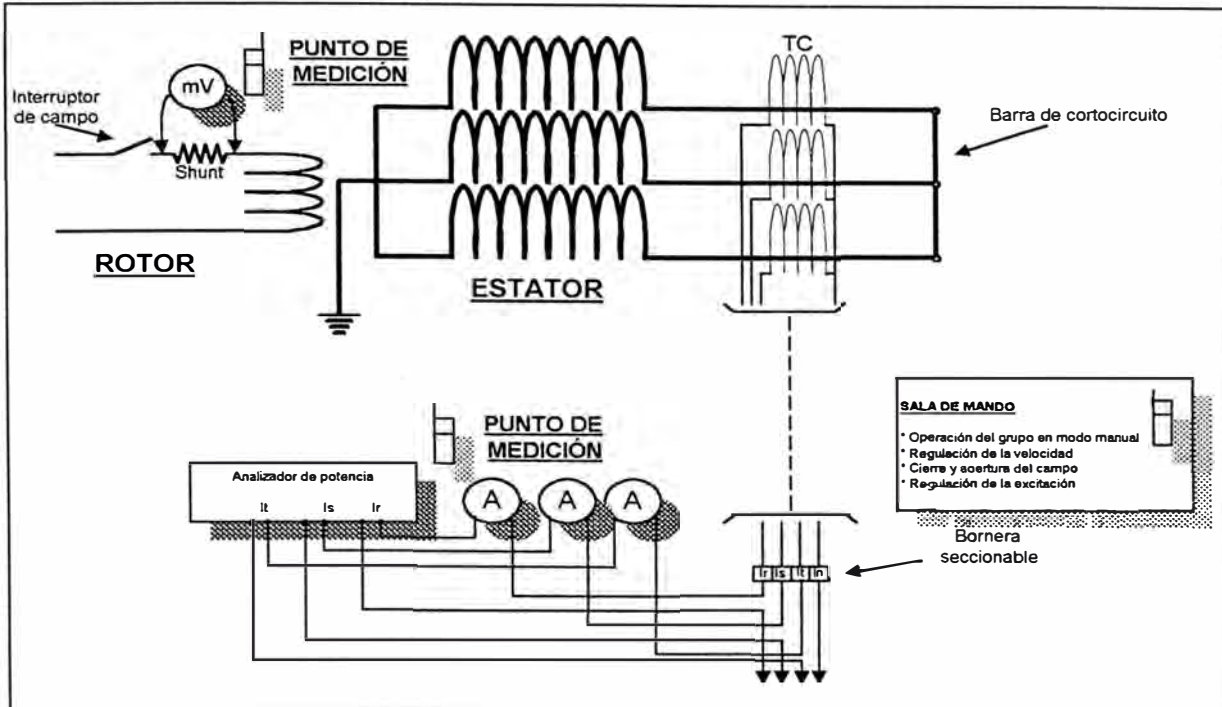 PUNTO DE
MEDICIÓN
mV
Interruptor
de campo
Shunt
ROTOR
ESTATOR
TC
Barra de cortocircuito
SALA DE MANDO
* Operación del grupo en modo manual
* Regulación de la velocidad
* Cierre y aoertura del campo
* Regulación de la excitación
PUNTO DE
MEDICIÓN
Analizador de potencia
It Is Ir
A A A
Ir Is It In
Bornera
seccionable